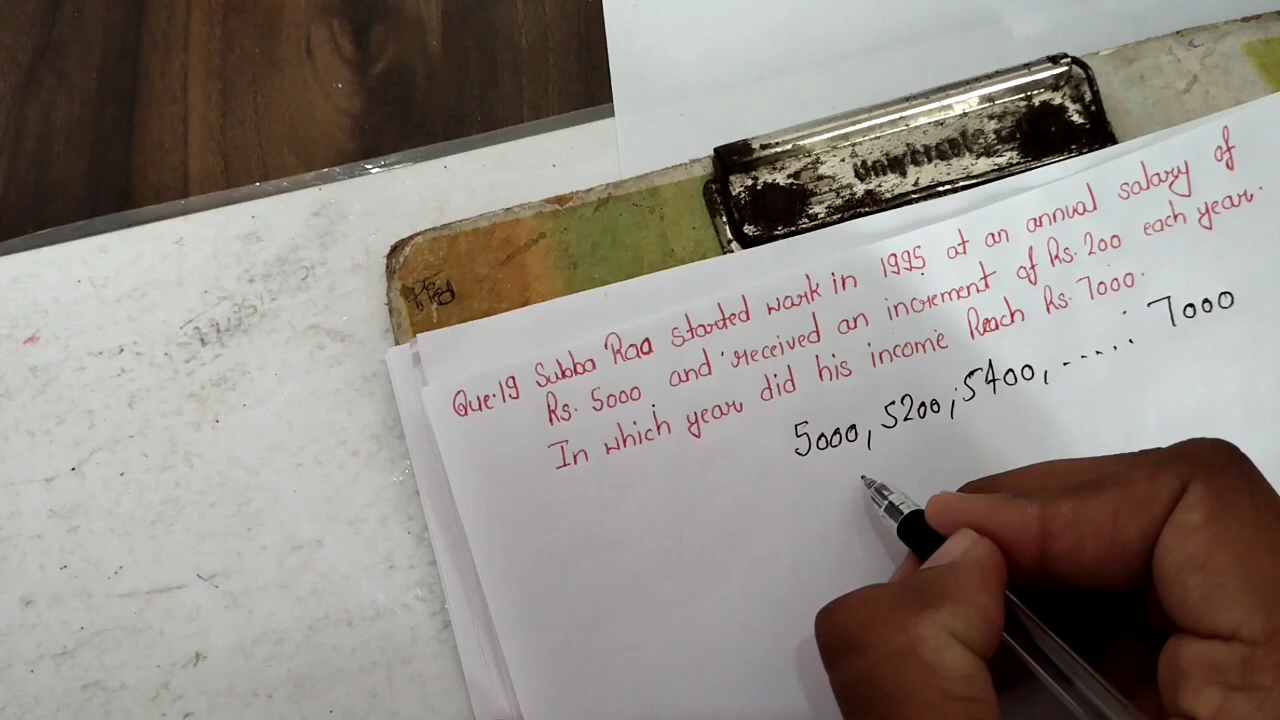 Que.19 Subba Rao started work in 1995 at an annual salary of
Rs. 5000 and received an increment of Rs. 200 each year.
In which year did his income Reach Rs. 7000.
5000, 5200, 5400, ........ 7000